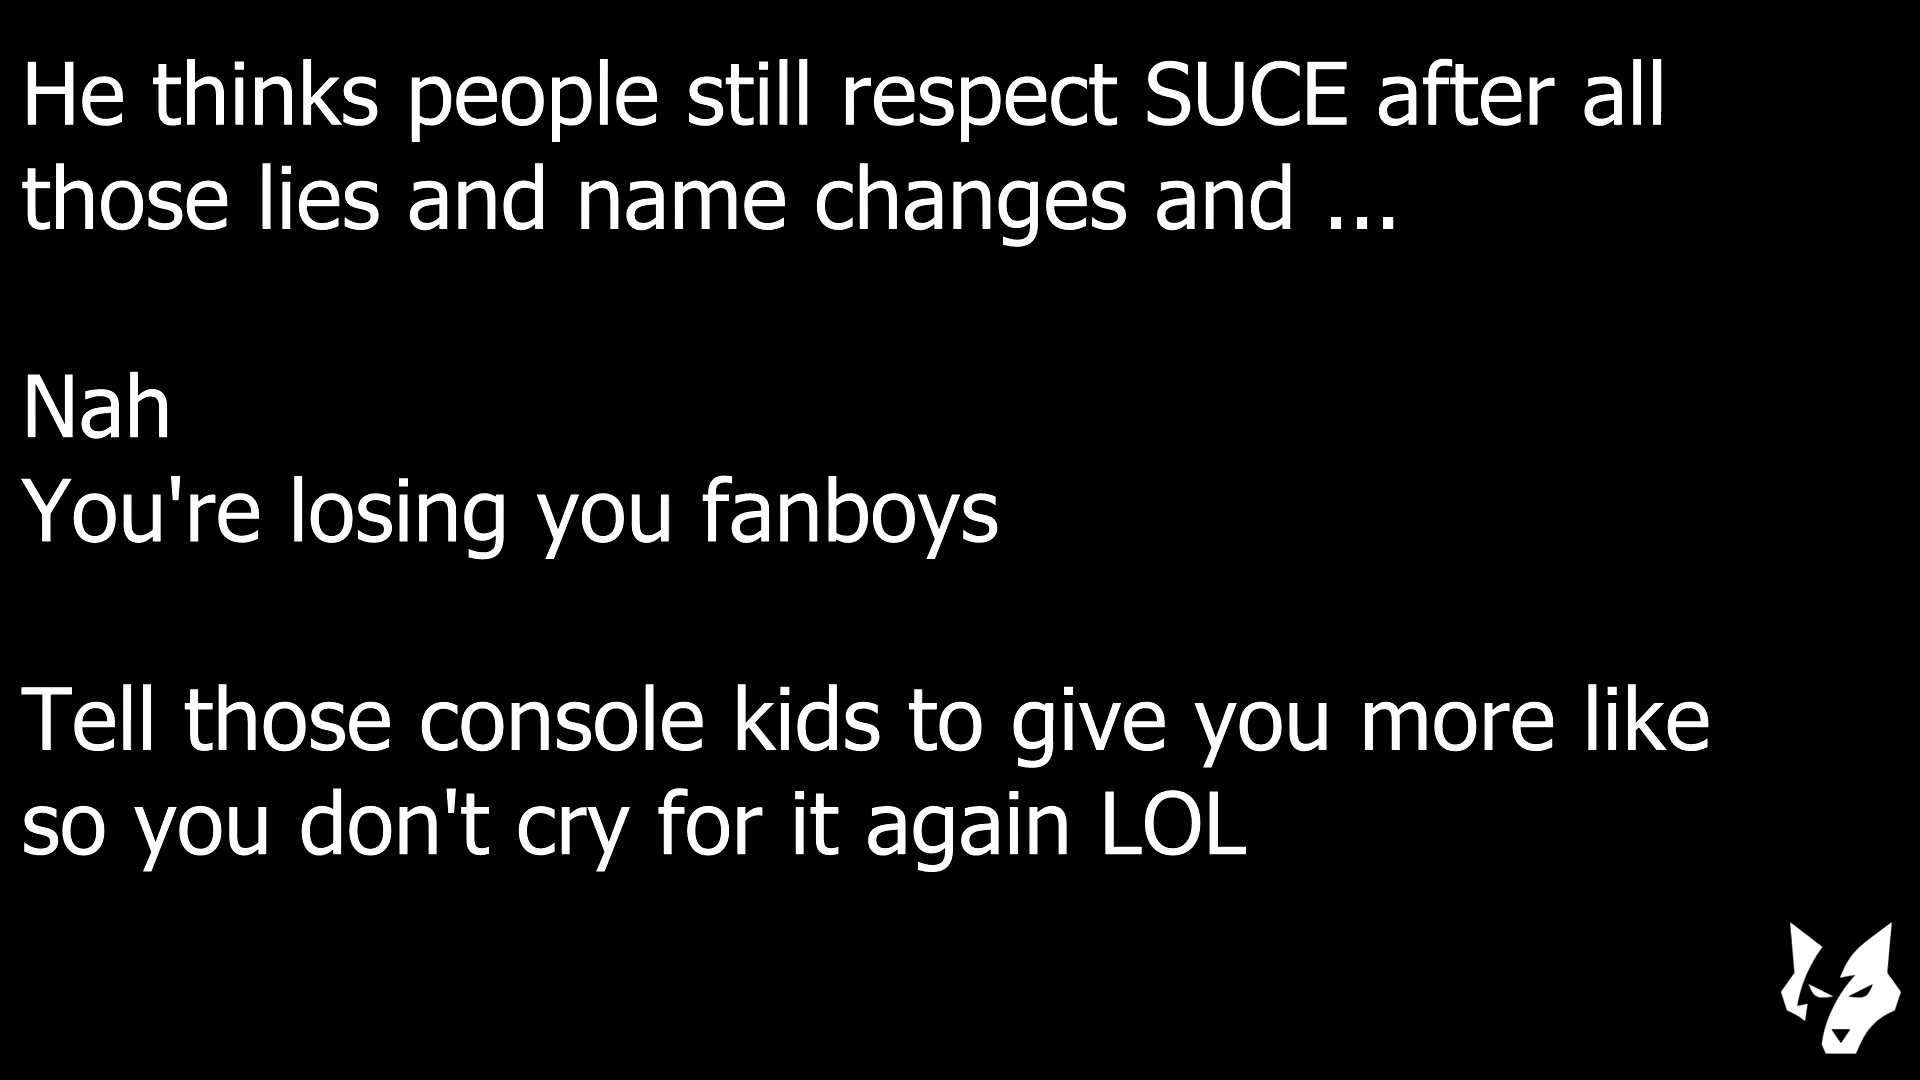 He thinks people still respect SUCE after all
those lies and name changes and ...
Nah
You're losing you fanboys
Tell those console kids to give you more like
so you don't cry for it again LOL